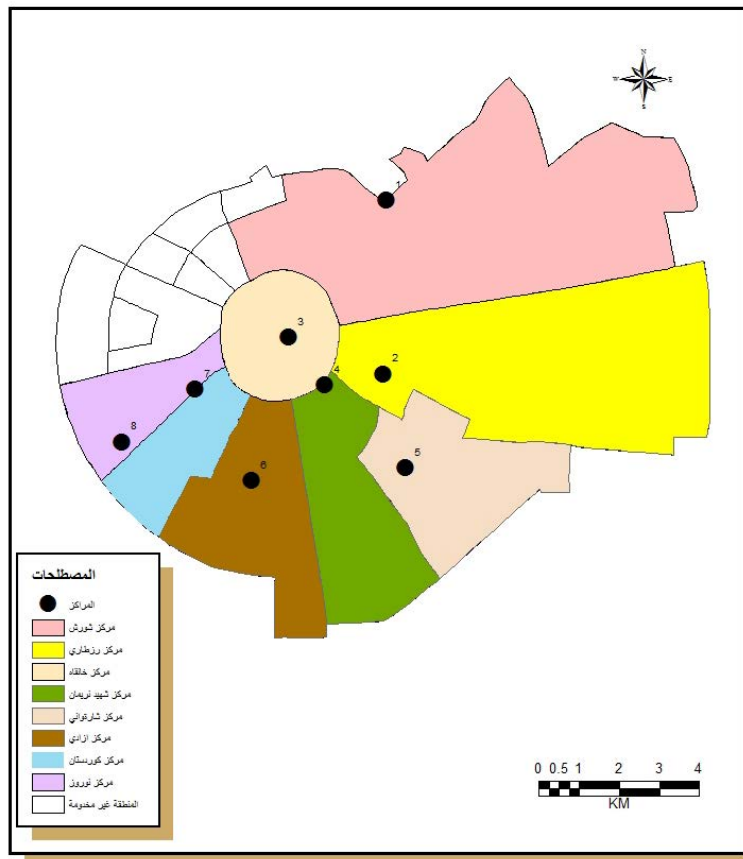 N
W E
S
1
3
4
2
7
8
5
6
المصطلحات
المراكز
مركز شورش
مركز رزطاري
مركز خانقاه
مركز شهيد نريمان
مركز شارةواني
مركز ازادي
مركز كوردستان
مركز نوروز
المنطقة غير مخدومة
0 0.5 1 2 3 4
KM